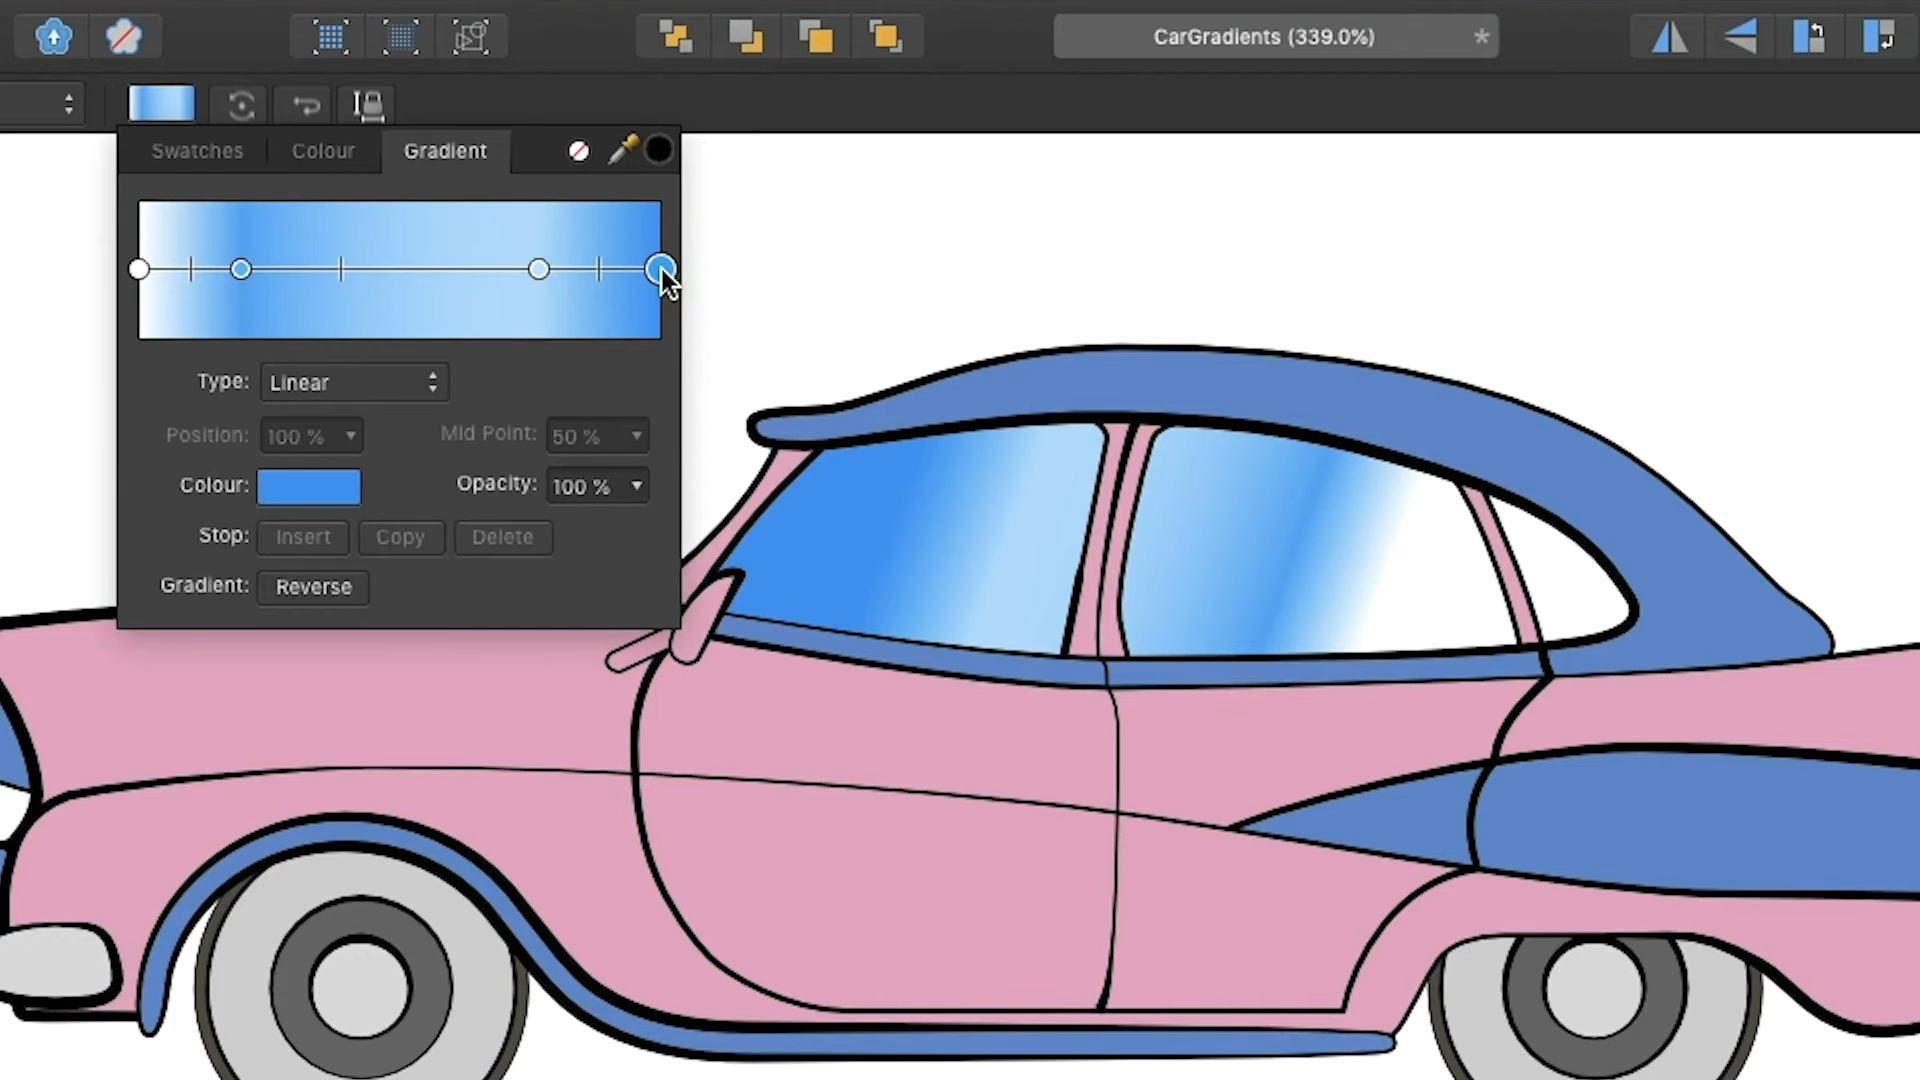 CarGradients (339.0%) *
Swatches Colour Gradient
Type: Linear
Position: 100 % Mid Point: 50 %
Colour: Opacity: 100 %
Stop: Insert Copy Delete
Gradient: Reverse